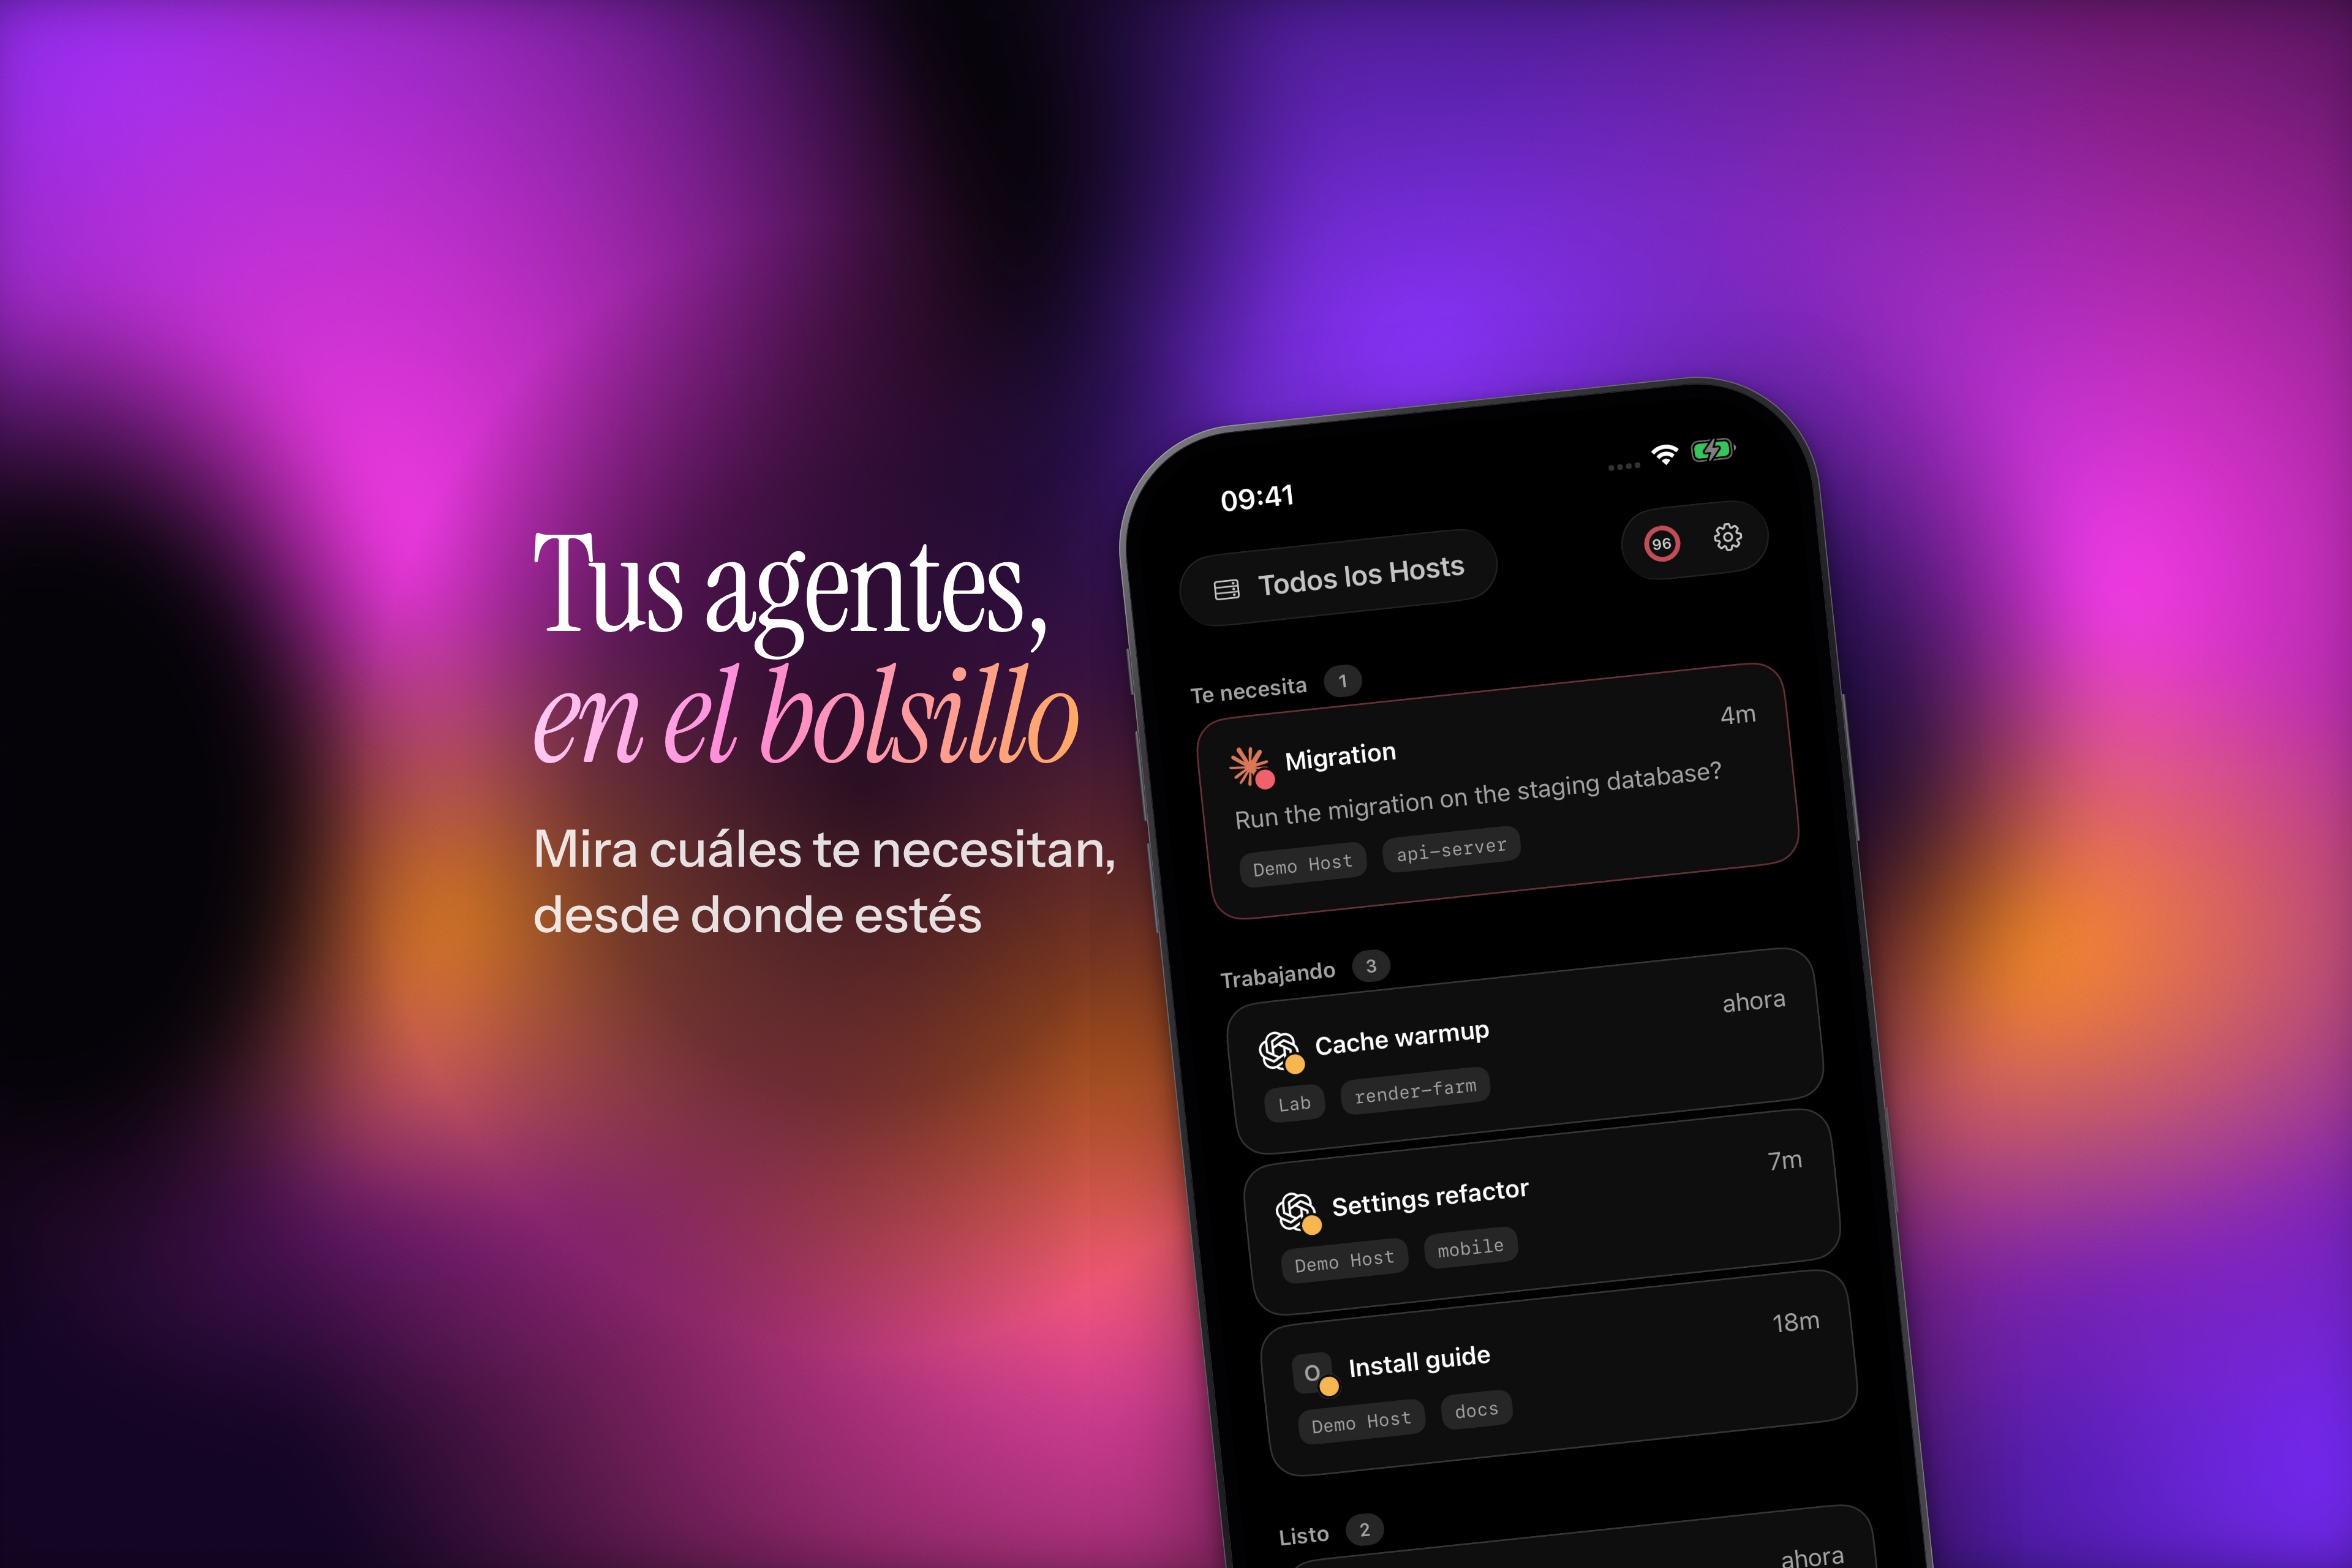 Tus agentes,
en el bolsillo
Mira cuáles te necesitan,
desde donde estés
09:41
Todos los Hosts
96
Te necesita 1
Migration 4m
Run the migration on the staging database?
Demo Host api-server
Trabajando 3
Cache warmup ahora
Lab render-farm
Settings refactor 7m
Demo Host mobile
O Install guide 18m
Demo Host docs
Listo 2
ahora